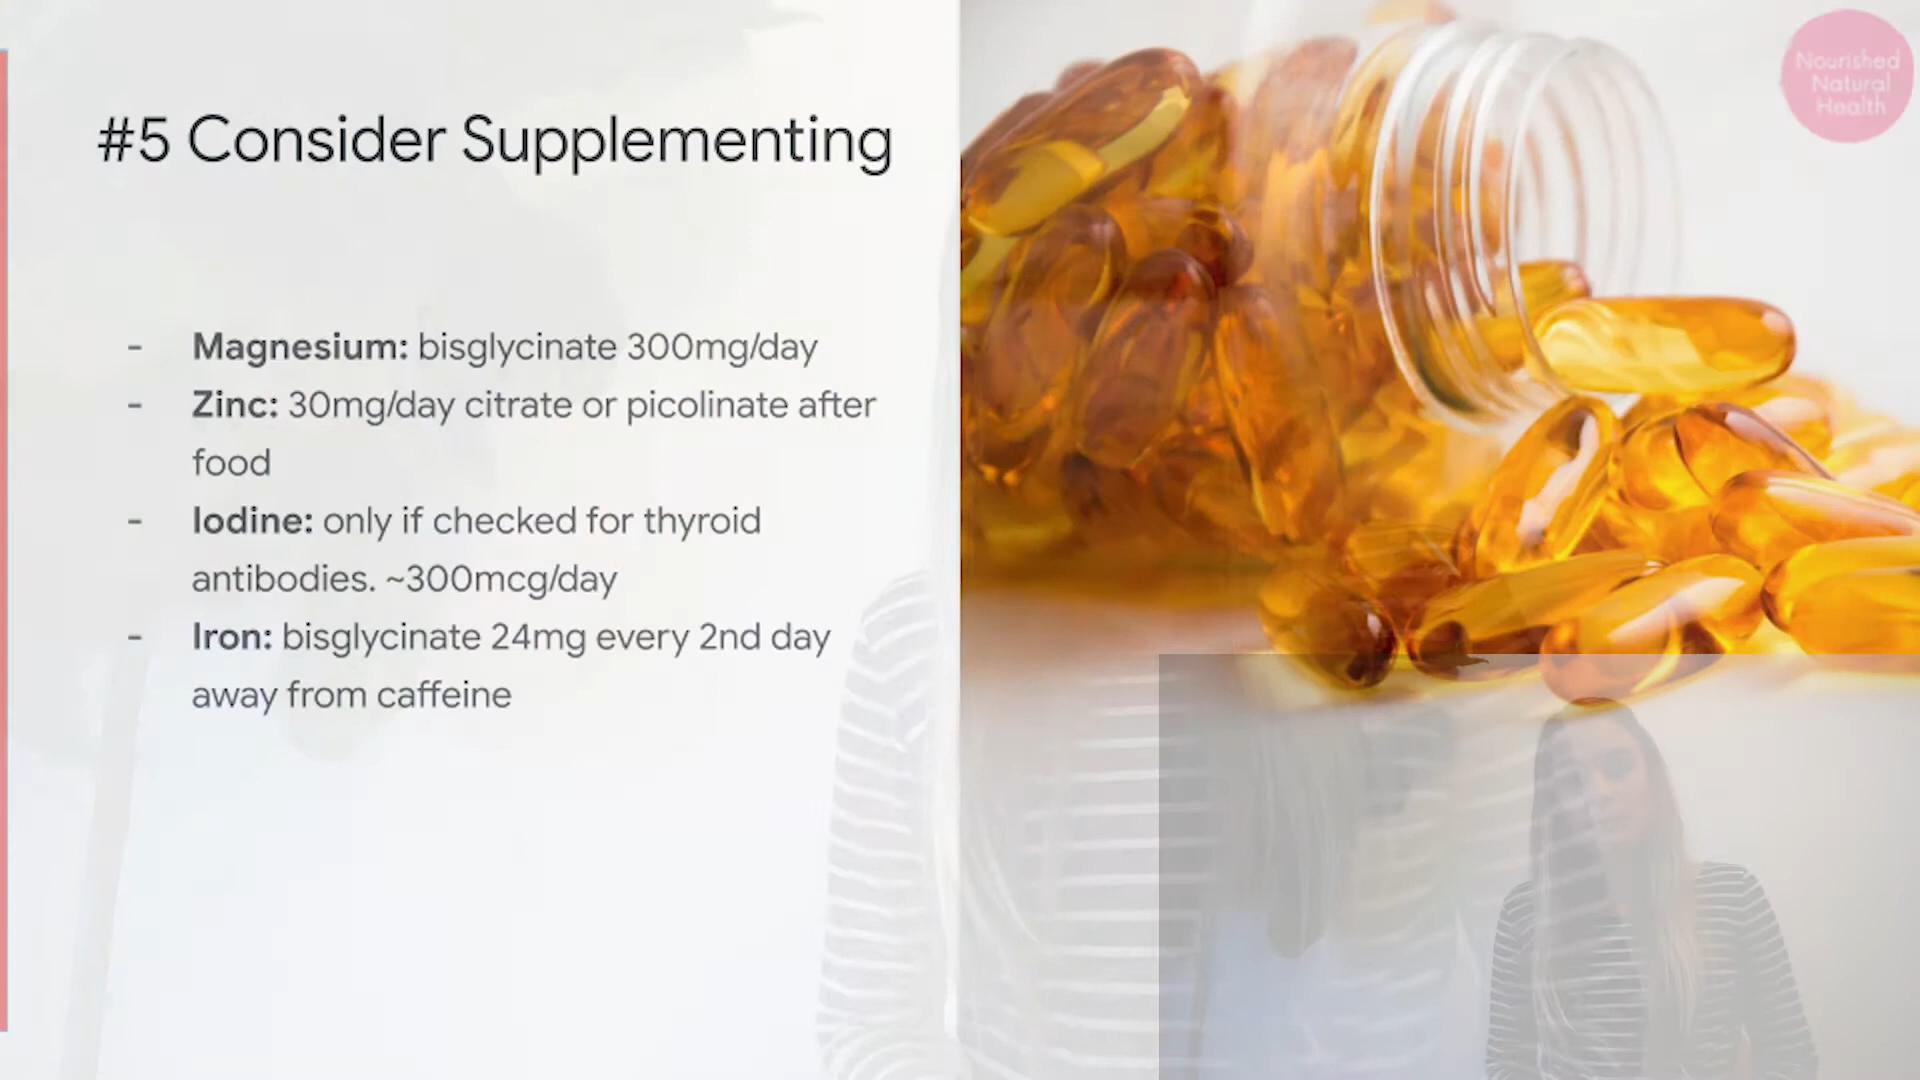 #5 Consider Supplementing
- Magnesium: bisglycinate 300mg/day
- Zinc: 30mg/day citrate or picolinate after
food
- Iodine: only if checked for thyroid
antibodies. ~300mcg/day
- Iron: bisglycinate 24mg every 2nd day
away from caffeine
Nourished
Natural
Health